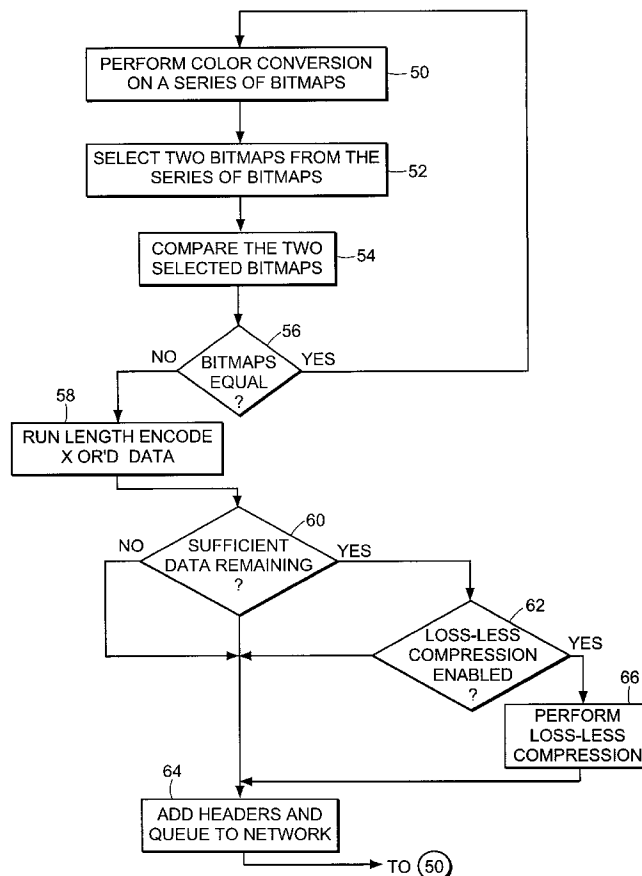 PERFORM COLOR CONVERSION
ON A SERIES OF BITMAPS
50
SELECT TWO BITMAPS FROM THE
SERIES OF BITMAPS
52
COMPARE THE TWO
SELECTED BITMAPS
54
56
NO
BITMAPS
EQUAL
?
YES
58
RUN LENGTH ENCODE
X OR'D DATA
60
NO
SUFFICIENT
DATA REMAINING
?
YES
62
LOSS-LESS
COMPRESSION
ENABLED
?
YES
66
PERFORM
LOSS-LESS
COMPRESSION
64
ADD HEADERS AND
QUEUE TO NETWORK
TO 50